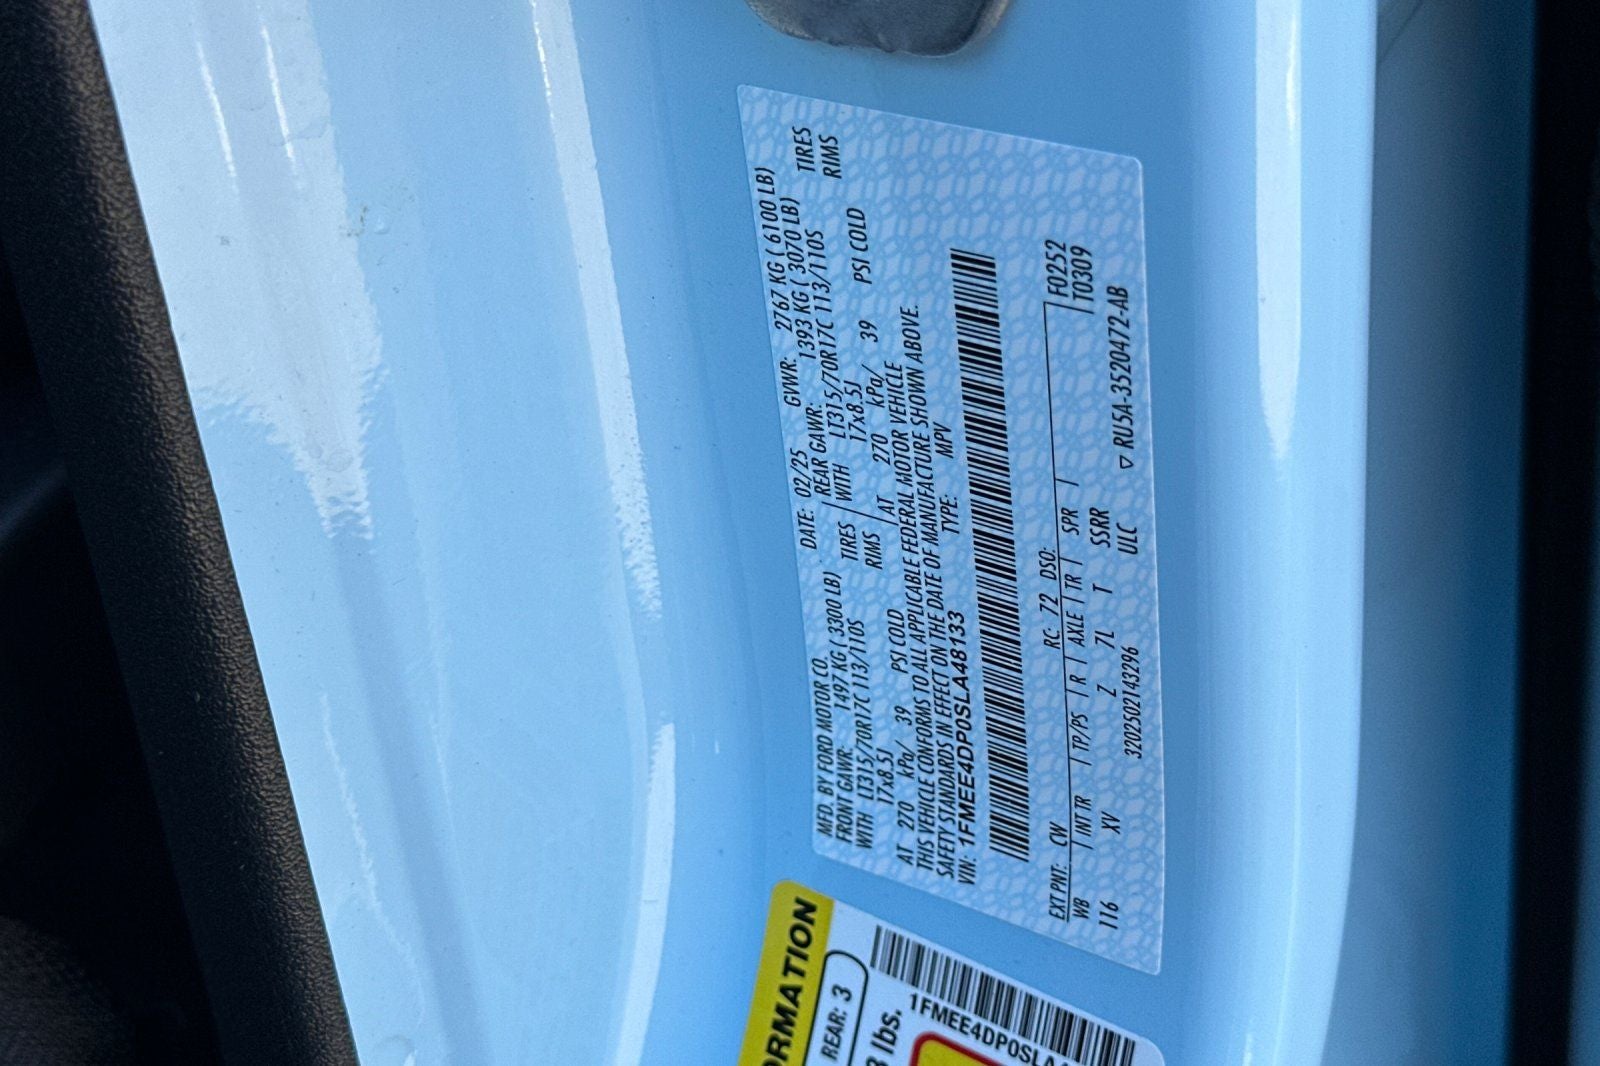 MFD. BY FORD MOTOR CO. DATE: 02/25 GVWR: 2767 KG ( 6100 LB)
FRONT GAWR: 1497 KG ( 3300 LB) REAR GAWR: 1393 KG ( 3070 LB)
WITH LT315/70R17C 113/110S TIRES WITH LT315/70R17C 113/110S TIRES
17x8.5J RIMS 17x8.5J RIMS
AT 270 kPa/ 39 PSI COLD AT 270 kPa/ 39 PSI COLD
THIS VEHICLE CONFORMS TO ALL APPLICABLE FEDERAL MOTOR VEHICLE
SAFETY STANDARDS IN EFFECT ON THE DATE OF MANUFACTURE SHOWN ABOVE.
VIN: 1FMEE4DP0SLA48133 TYPE: MPV
EXT PNT: CW RC: 72 DSO: F0252
WB INT TR TP/PS R AXLE TR SPR T0309
116 XV Z 7L T SSRR
3202502143296 ULC ▽ RU5A-3520472-AB
ORMATION
REAR: 3
lbs.
1FMEE4DP0SLA